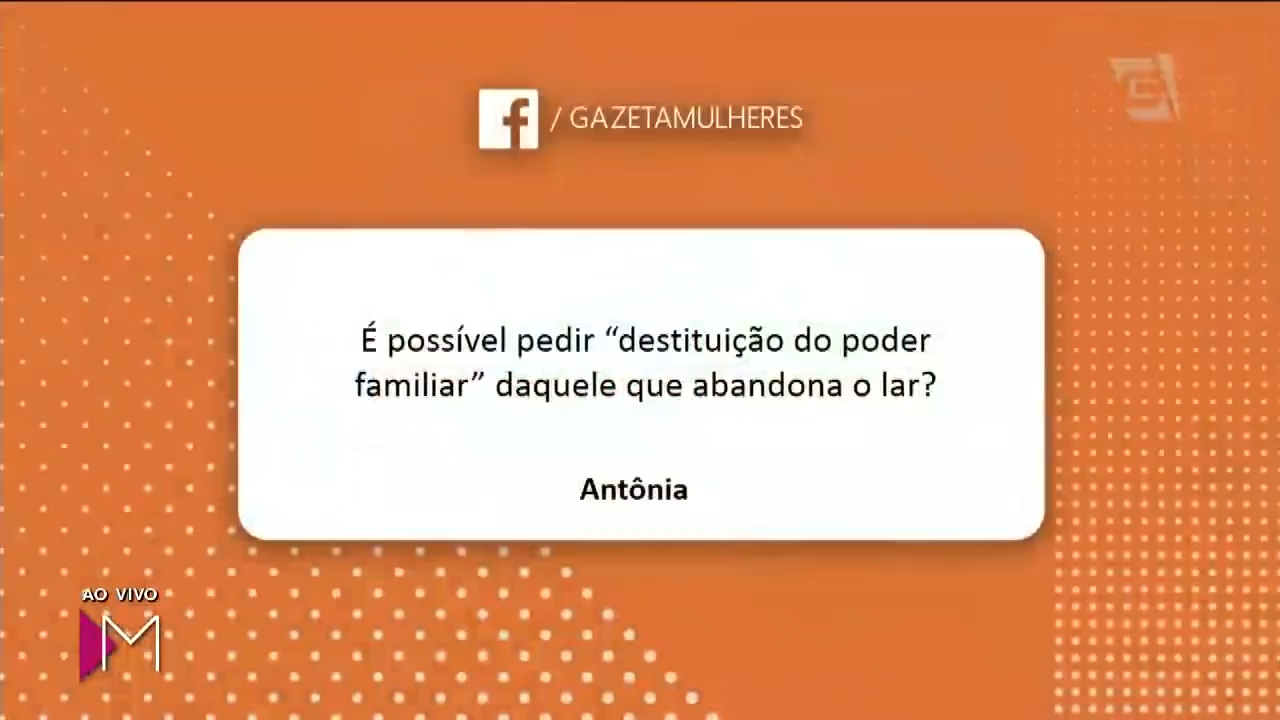 / GAZETAMULHERES
É possível pedir “destituição do poder
familiar” daquele que abandona o lar?
Antônia
AO VIVO
M